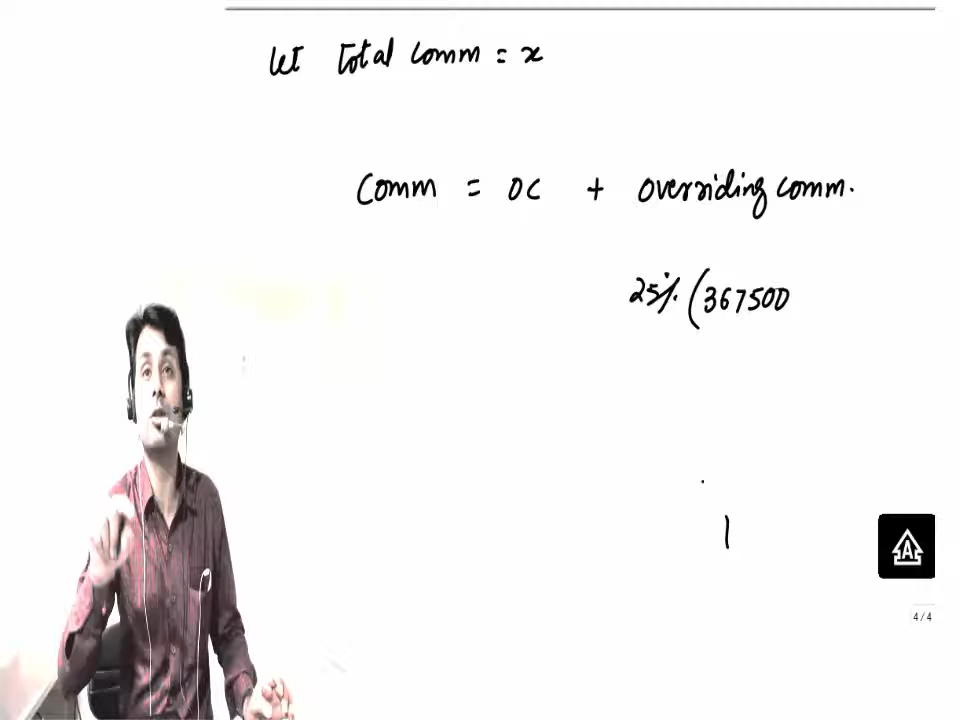 let total comm = x
Comm = OC + overriding comm.
25% (367500
A
4/4